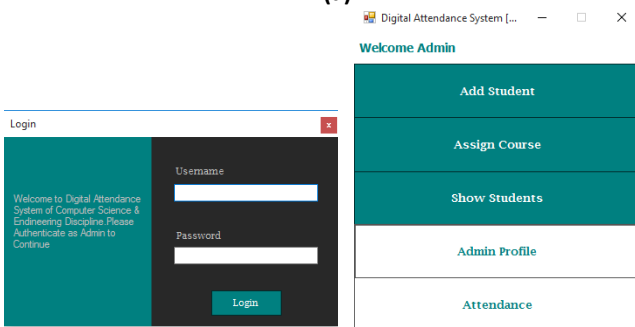 Digital Attendance System [...
Welcome Admin
Add Student
Assign Course
Show Students
Admin Profile
Attendance
Login
x
Welcome to Digital Attendance
System of Computer Science &
Endineering Discipline.Please
Authenticate as Admin to
Continue
Username
Password
Login